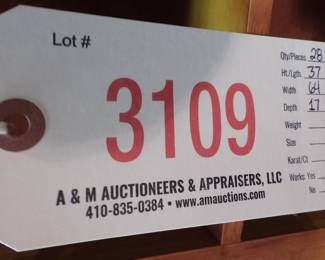 Lot #
3109
A & M AUCTIONEERS & APPRAISERS, LLC
410-835-0384 • www.amauctions.com
Qty/Pieces 28
Ht./Lgth. 37
Width 64
Depth 17
Weight
Size
Karat/Ct
Works: Yes
No